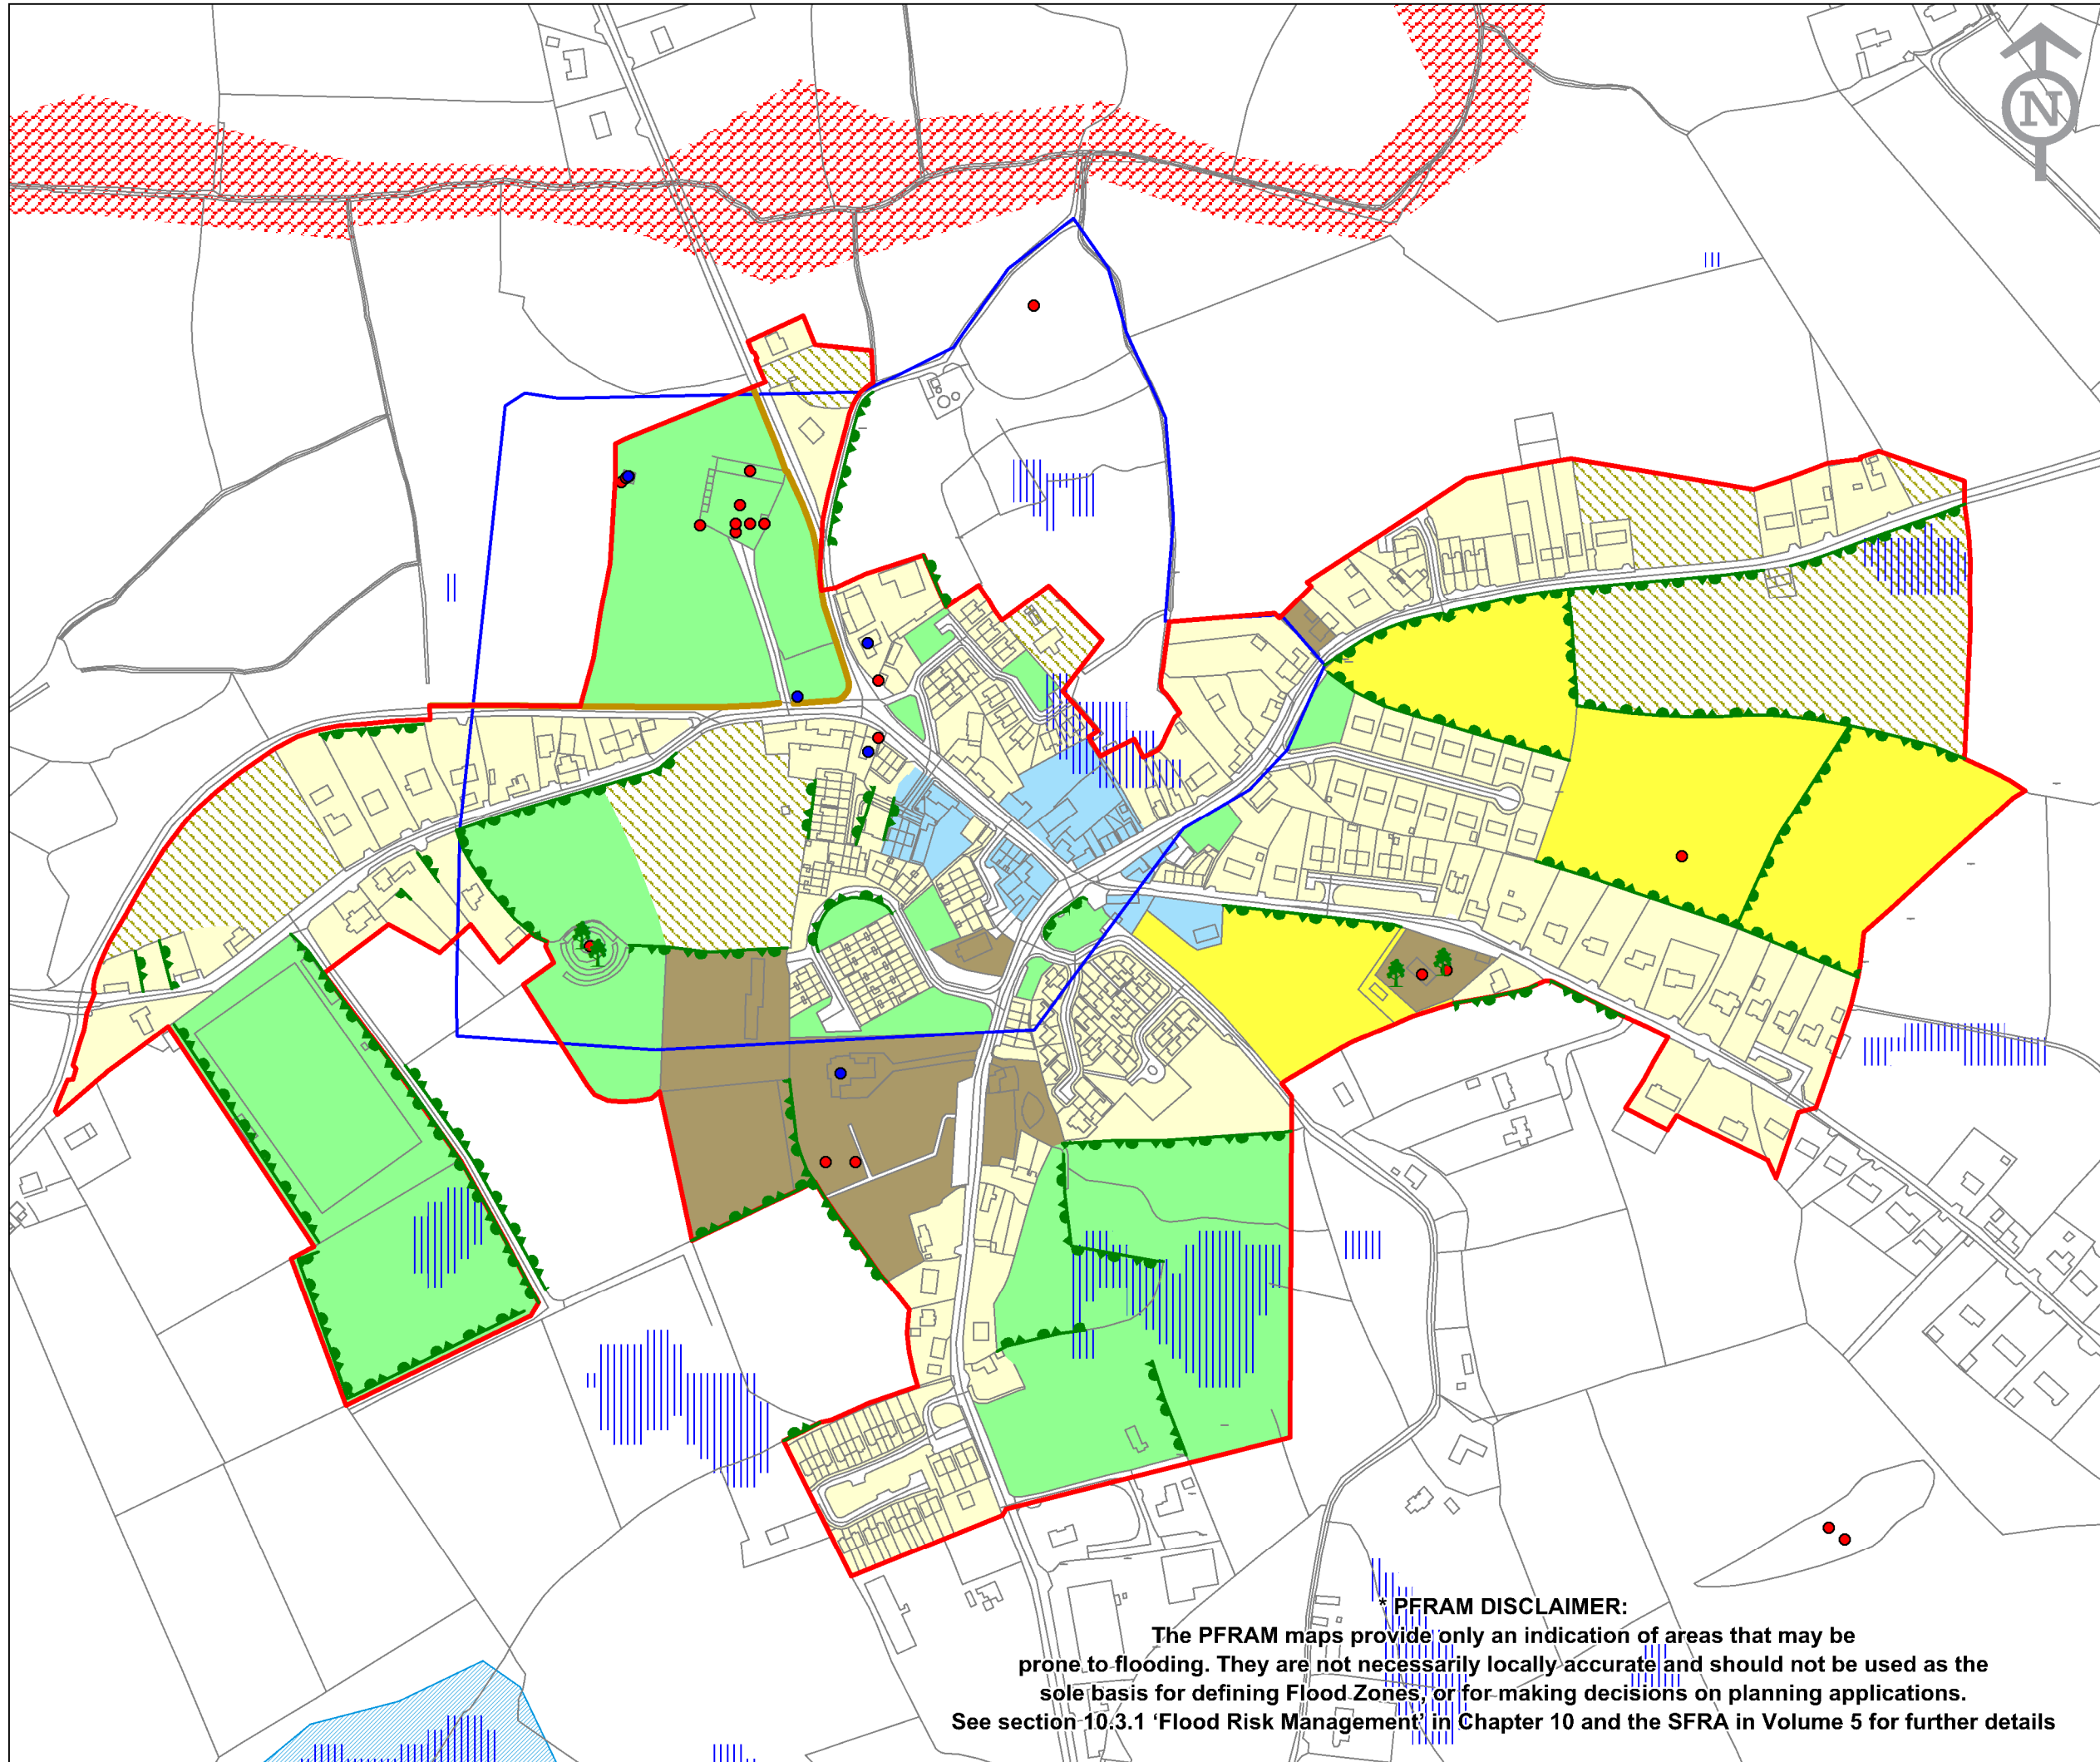 N
* PFRAM DISCLAIMER:
The PFRAM maps provide only an indication of areas that may be
prone to flooding. They are not necessarily locally accurate and should not be used as the
sole basis for defining Flood Zones, or for making decisions on planning applications.
See section 10.3.1 ‘Flood Risk Management’ in Chapter 10 and the SFRA in Volume 5 for further details